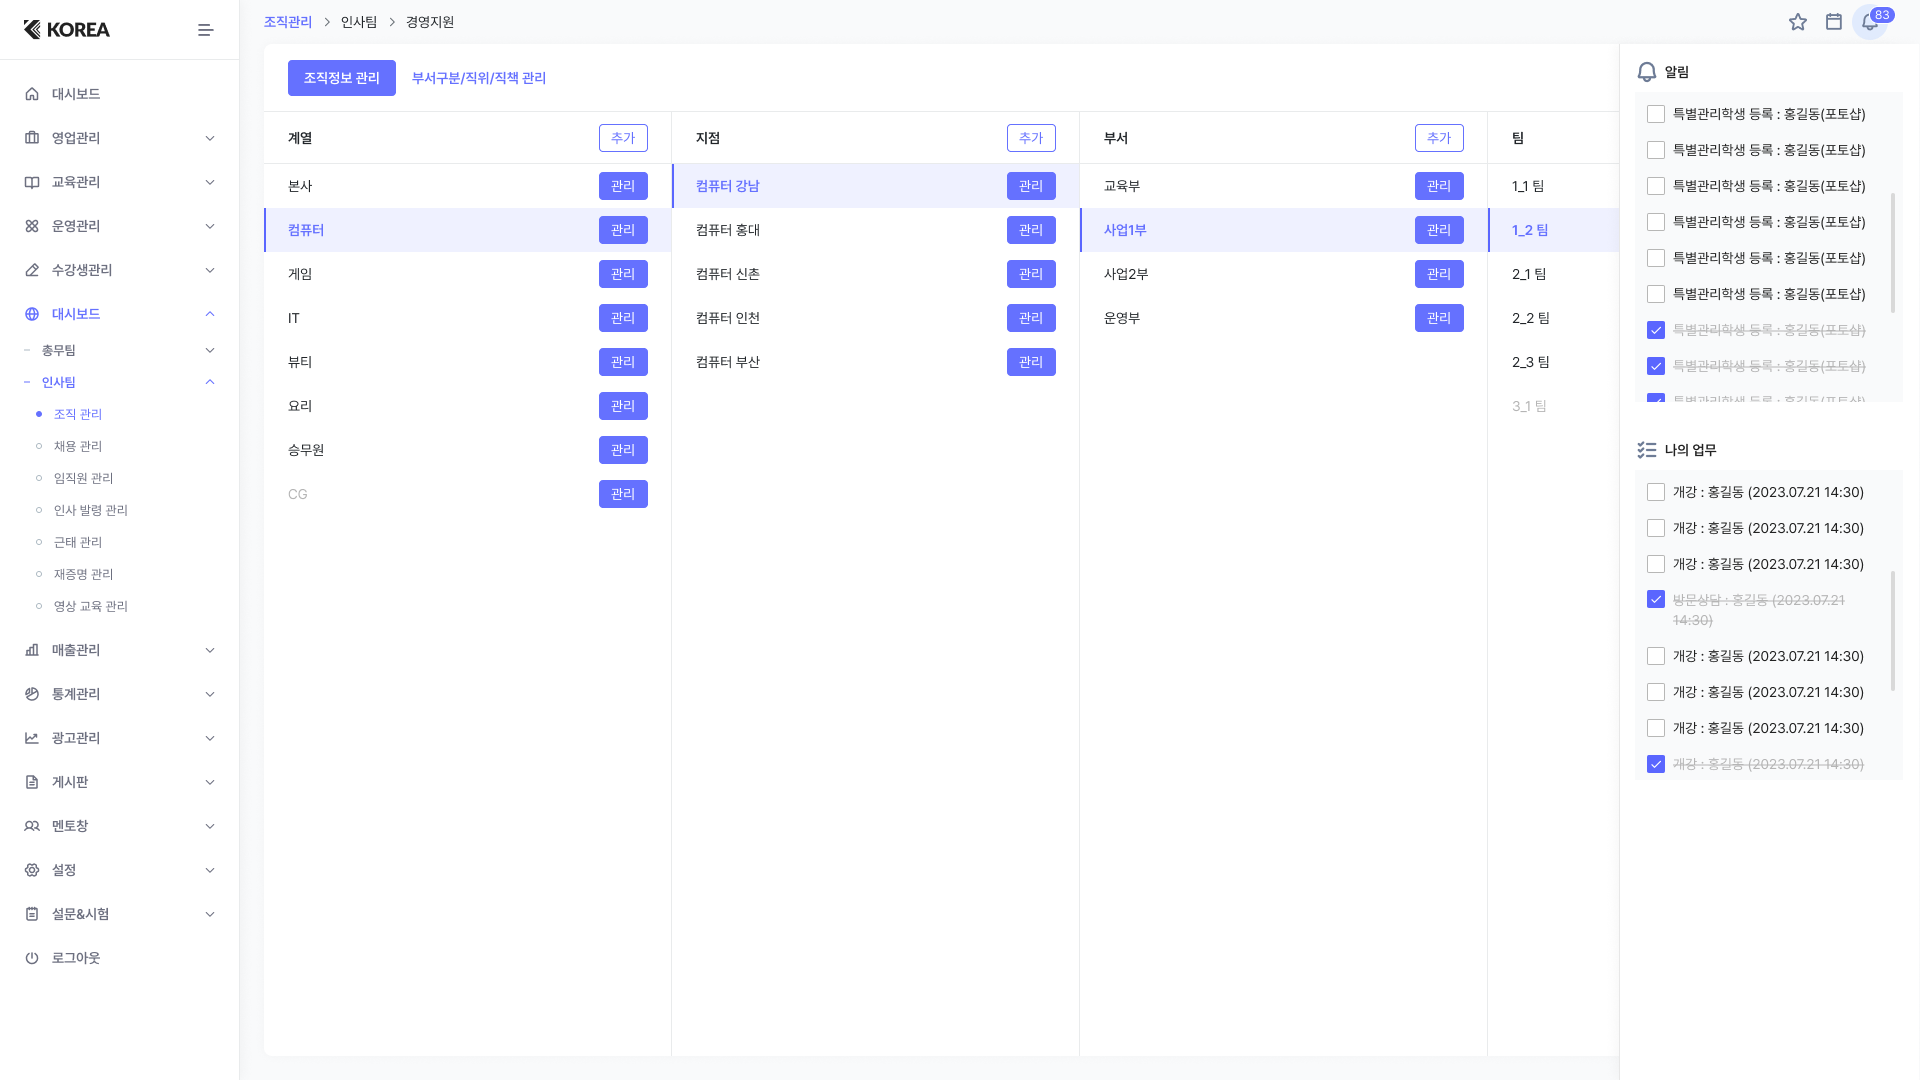 KOREA
대시보드
영업관리
교육관리
운영관리
수강생관리
대시보드
총무팀
인사팀
조직 관리
채용 관리
임직원 관리
인사 발령 관리
근태 관리
재증명 관리
영상 교육 관리
매출관리
통계관리
광고관리
게시판
멘토창
설정
설문&시험
로그아웃
조직관리 > 인사팀 > 경영지원
83
조직정보 관리 부서구분/직위/직책 관리
계열 추가
본사 관리
컴퓨터 관리
게임 관리
IT 관리
뷰티 관리
요리 관리
승무원 관리
CG 관리
지점 추가
컴퓨터 강남 관리
컴퓨터 홍대 관리
컴퓨터 신촌 관리
컴퓨터 인천 관리
컴퓨터 부산 관리
부서 추가
교육부 관리
사업1부 관리
사업2부 관리
운영부 관리
팀
1_1 팀
1_2 팀
2_1 팀
2_2 팀
2_3 팀
3_1 팀
알림
특별관리학생 등록 : 홍길동(포토샵)
특별관리학생 등록 : 홍길동(포토샵)
특별관리학생 등록 : 홍길동(포토샵)
특별관리학생 등록 : 홍길동(포토샵)
특별관리학생 등록 : 홍길동(포토샵)
특별관리학생 등록 : 홍길동(포토샵)
특별관리학생 등록 : 홍길동(포토샵)
특별관리학생 등록 : 홍길동(포토샵)
특별관리학생 등록 : 홍길동(포토샵)
나의 업무
개강 : 홍길동 (2023.07.21 14:30)
개강 : 홍길동 (2023.07.21 14:30)
개강 : 홍길동 (2023.07.21 14:30)
방문상담 : 홍길동 (2023.07.21
14:30)
개강 : 홍길동 (2023.07.21 14:30)
개강 : 홍길동 (2023.07.21 14:30)
개강 : 홍길동 (2023.07.21 14:30)
개강 : 홍길동 (2023.07.21 14:30)